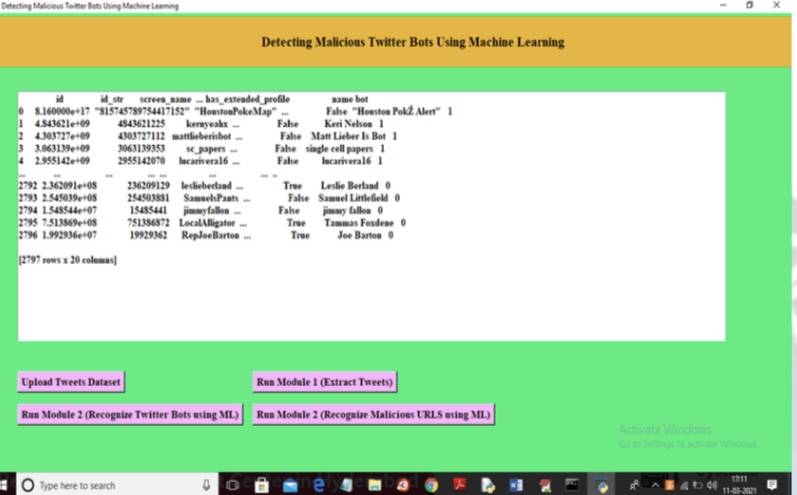 Detecting Malicious Twitter Bots Using Machine Learning
Detecting Malicious Twitter Bots Using Machine Learning
id id_str screen_name ... has_extended_profile name bot
0 8.160000e+17 "815745789754417152" "HoustonPokeMap" ... False "Houston PokŽ Alert" 1
1 4.843621e+09 4843621225 kernyeahx ... False Keri Nelson 1
2 4.303727e+09 4303727112 mattlieberisbot ... False Matt Lieber Is Bot 1
3 3.063139e+09 3063139353 sc_papers ... False single cell papers 1
4 2.955142e+09 2955142070 lucarivera16 ... False lucarivera16 1
... ... ... ... ... ... ... ..
2792 2.362091e+08 236209129 leslieberland ... True Leslie Berland 0
2793 2.545039e+08 254503881 SamuelsPants ... False Samuel Littlefield 0
2794 1.548544e+07 15485441 jimmyfallon ... False jimmy fallon 0
2795 7.513869e+08 751386872 LocalAlligator ... True Tammas Foxdene 0
2796 1.992936e+07 19929362 RepJoeBarton ... True Joe Barton 0
[2797 rows x 20 columns]
Upload Tweets Dataset Run Module 1 (Extract Tweets)
Run Module 2 (Recognize Twitter Bots using ML) Run Module 2 (Recognize Malicious URLS using ML)
Activate Windows
Go to Settings to activate Windows.
Type here to search
17:11
11-03-2021